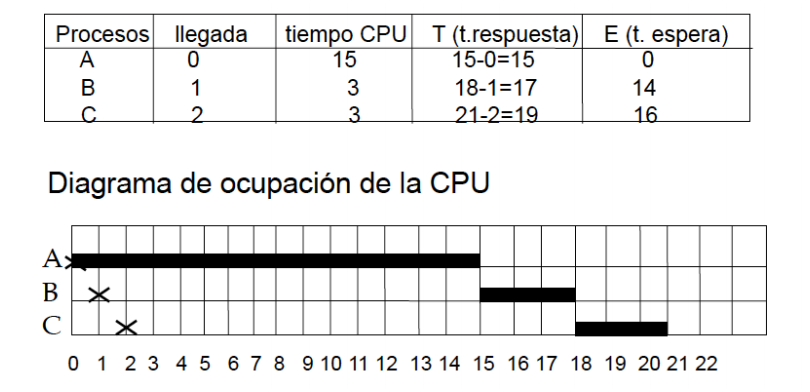 Procesos llegada tiempo CPU T (t.respuesta) E (t. espera)
A 0 15 15-0=15 0
B 1 3 18-1=17 14
C 2 3 21-2=19 16
Diagrama de ocupación de la CPU
A
B
C
0 1 2 3 4 5 6 7 8 9 10 11 12 13 14 15 16 17 18 19 20 21 22